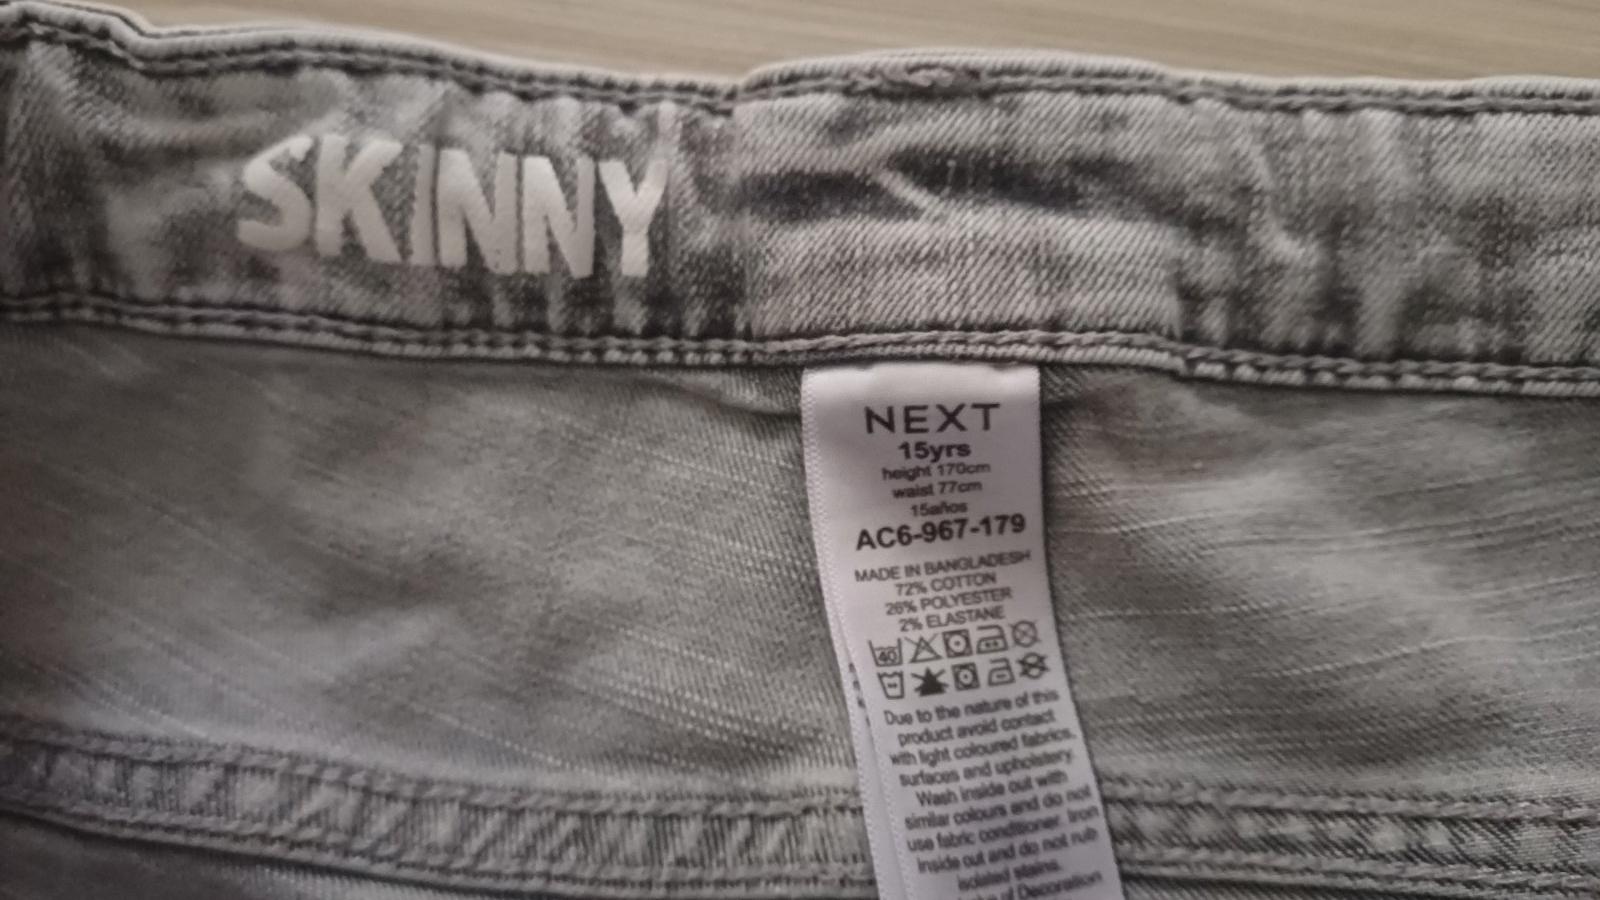 SKINNY
NEXT
15yrs
height 170cm
waist 77cm
15años
AC6-967-179
MADE IN BANGLADESH
72% COTTON
26% POLYESTER
2% ELASTANE
40
Due to the nature of this
product avoid contact
with light coloured fabrics,
surfaces and upholstery.
Wash inside out with
similar colours and do not
use fabric conditioner. Iron
inside out and do not rub
isolated stains.
of Decoration